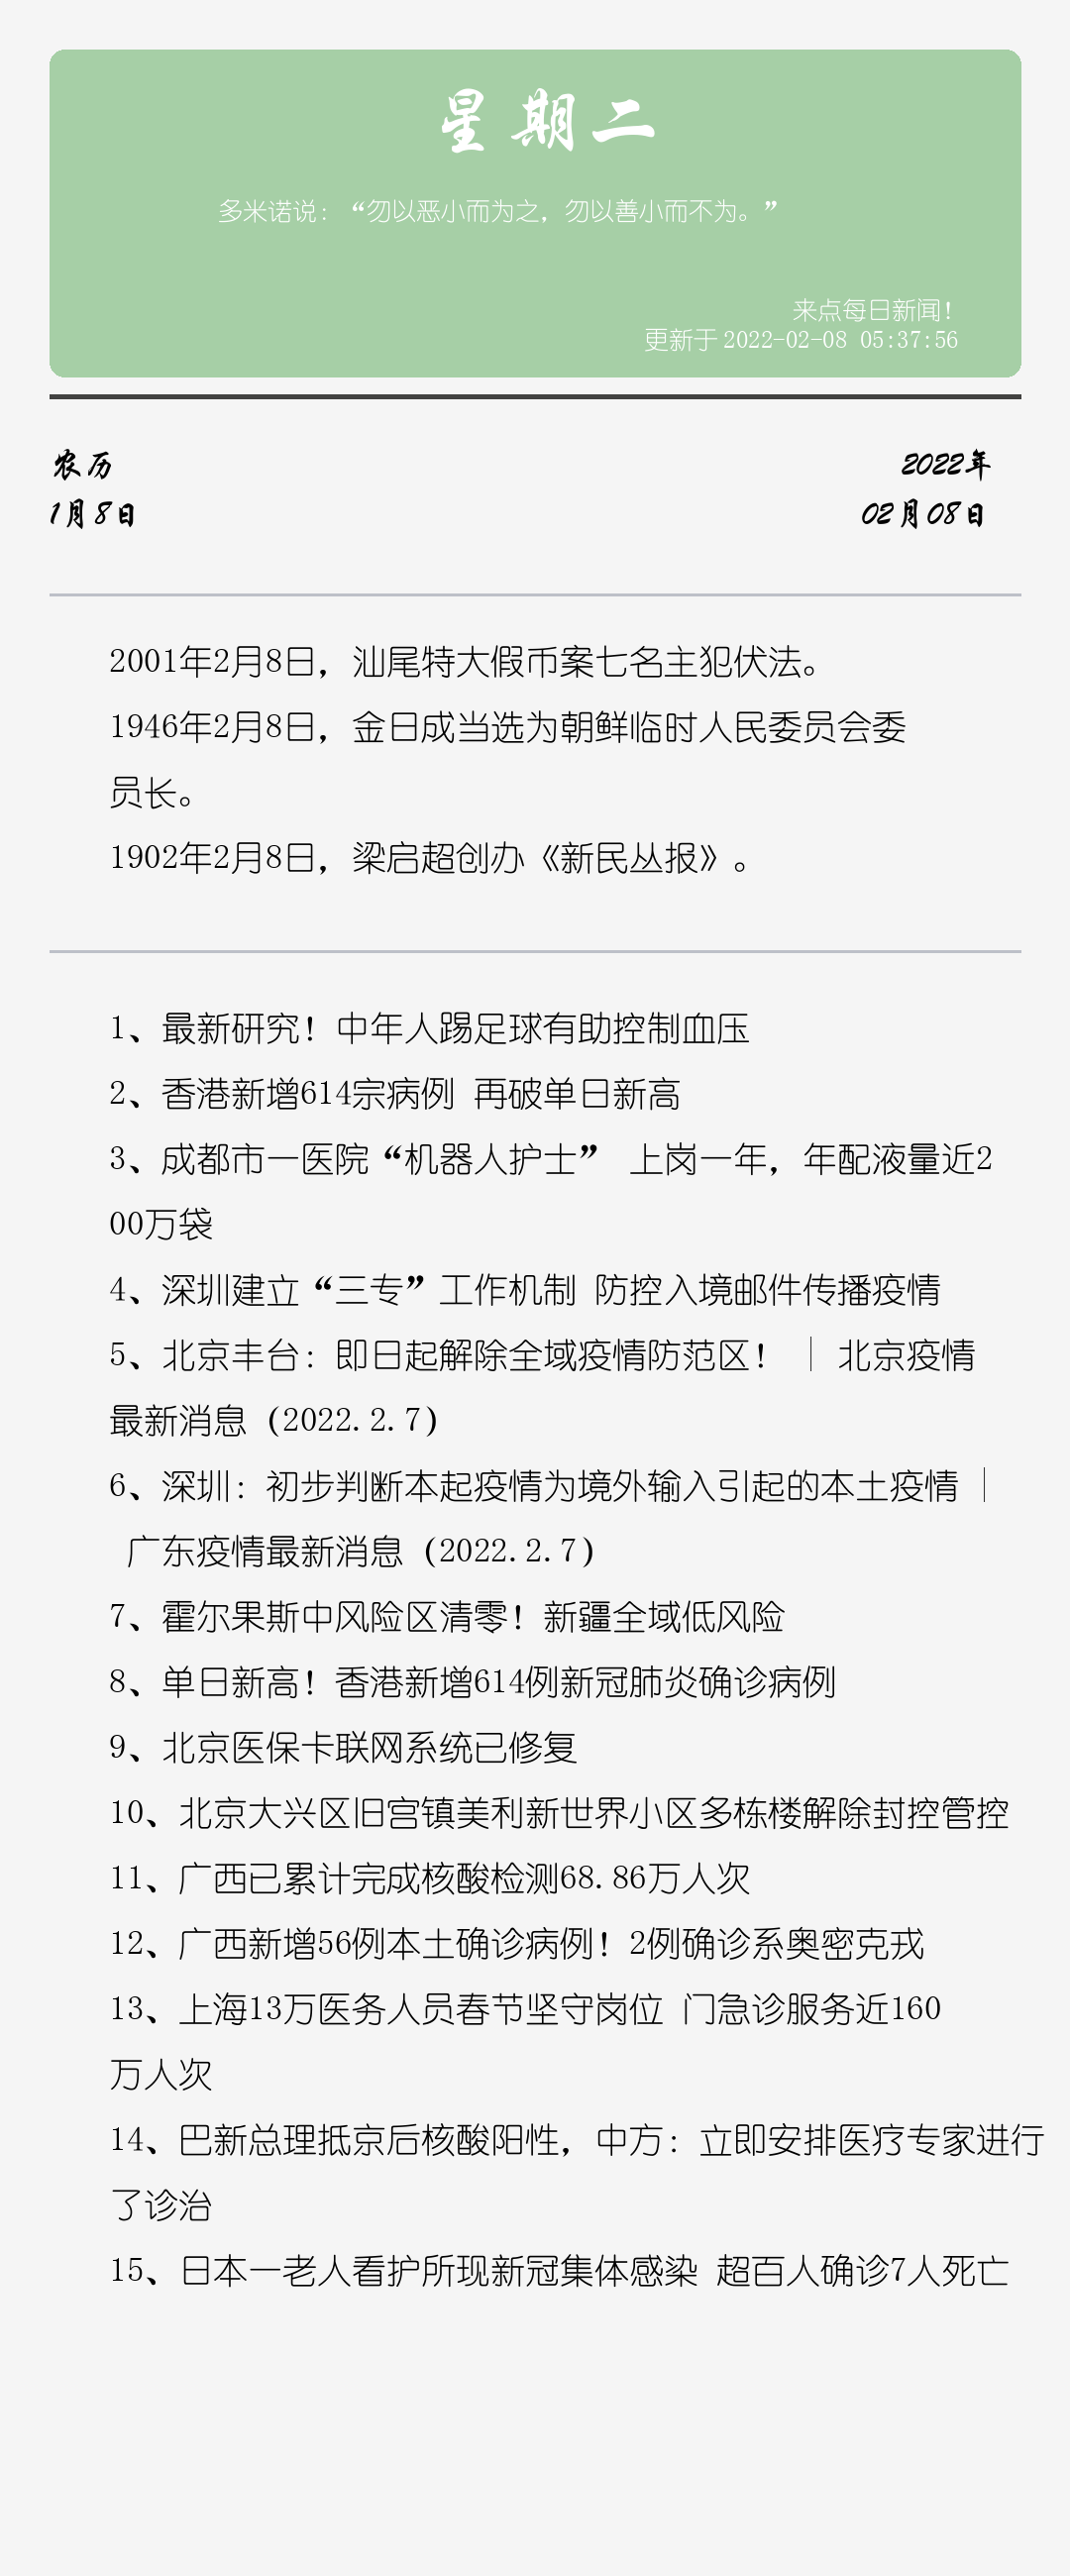 星期二
多米诺说：“勿以恶小而为之，勿以善小而不为。”
来点每日新闻！
更新于 2022-02-08 05:37:56
农历
2022年
1月8日
02月08日
2001年2月8日，汕尾特大假币案七名主犯伏法。
1946年2月8日，金日成当选为朝鲜临时人民委员会委
员长。
1902年2月8日，梁启超创办《新民丛报》。
1、最新研究！中年人踢足球有助控制血压
2、香港新增614宗病例 再破单日新高
3、成都市一医院“机器人护士” 上岗一年，年配液量近2
00万袋
4、深圳建立“三专”工作机制 防控入境邮件传播疫情
5、北京丰台：即日起解除全域疫情防范区！ ｜ 北京疫情
最新消息（2022.2.7）
6、深圳：初步判断本起疫情为境外输入引起的本土疫情 ｜
广东疫情最新消息（2022.2.7）
7、霍尔果斯中风险区清零！新疆全域低风险
8、单日新高！香港新增614例新冠肺炎确诊病例
9、北京医保卡联网系统已修复
10、北京大兴区旧宫镇美利新世界小区多栋楼解除封控管控
11、广西已累计完成核酸检测68.86万人次
12、广西新增56例本土确诊病例！2例确诊系奥密克戎
13、上海13万医务人员春节坚守岗位 门急诊服务近160
万人次
14、巴新总理抵京后核酸阳性，中方：立即安排医疗专家进行
了诊治
15、日本一老人看护所现新冠集体感染 超百人确诊7人死亡